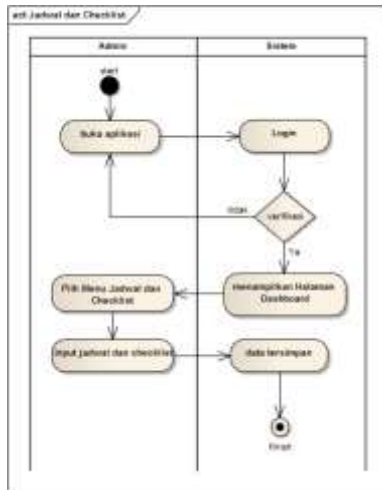 act Jadwal dan Checklist
Admin
Sistem
start
buka aplikasi
Login
tidak
verifikasi
Ya
Pilih Menu Jadwal dan
Checklist
menampilkan Halaman
Dashboard
input jadwal dan checklist
data tersimpan
finish